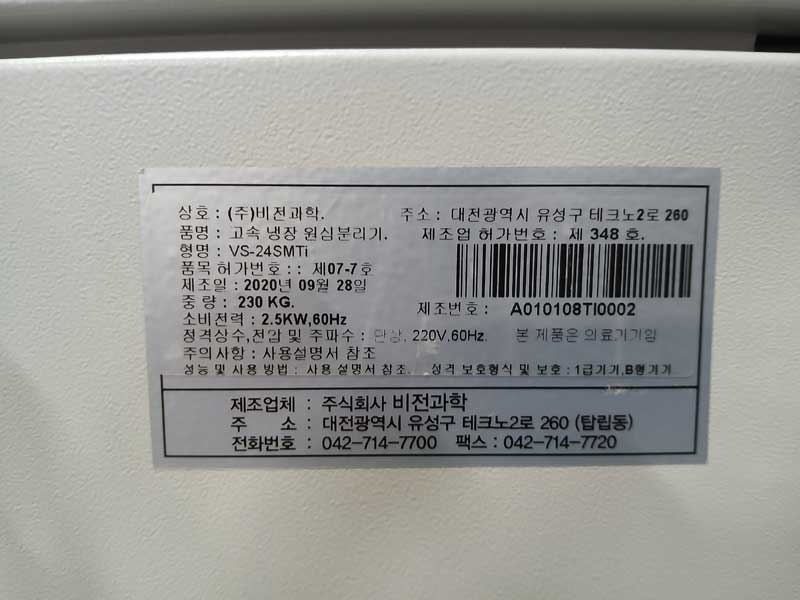 상호 : (주)비전과학. 주소 : 대전광역시 유성구 테크노2로 260
품명 : 고속 냉장 원심분리기. 제조업 허가번호 : 제 348 호.
형명 : VS-24SMTi
품목 허가번호 : : 제07-7호
제조일 : 2020년 09월 28일
중 량 : 230 KG.
제조번호 : A010108TI0002
소비전력 : 2.5KW,60Hz
정격상수,전압 및 주파수 : 단상, 220V,60Hz. 본 제품은 의료기기임
주의사항 : 사용설명서 참조
성능 및 사용 방법 : 사용 설명서 참조. 성격 보호형식 및 보호 : 1급기기,B형기기
제조업체 : 주식회사 비전과학
주 소 : 대전광역시 유성구 테크노2로 260 (탑립동)
전화번호 : 042-714-7700 팩스 : 042-714-7720